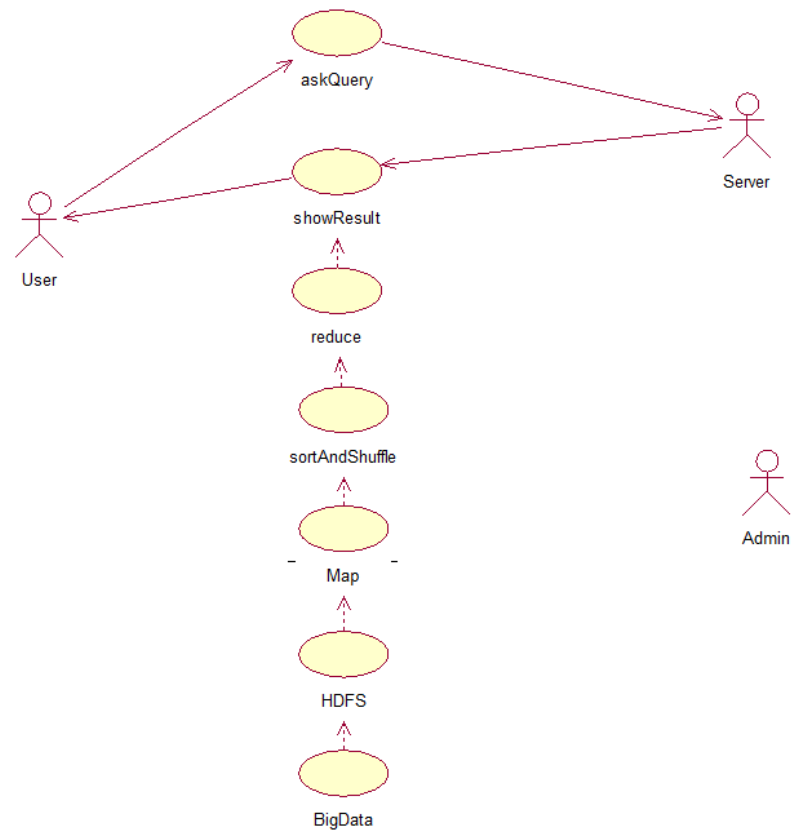 askQuery
Server
showResult
User
reduce
sortAndShuffle
Admin
Map
HDFS
BigData